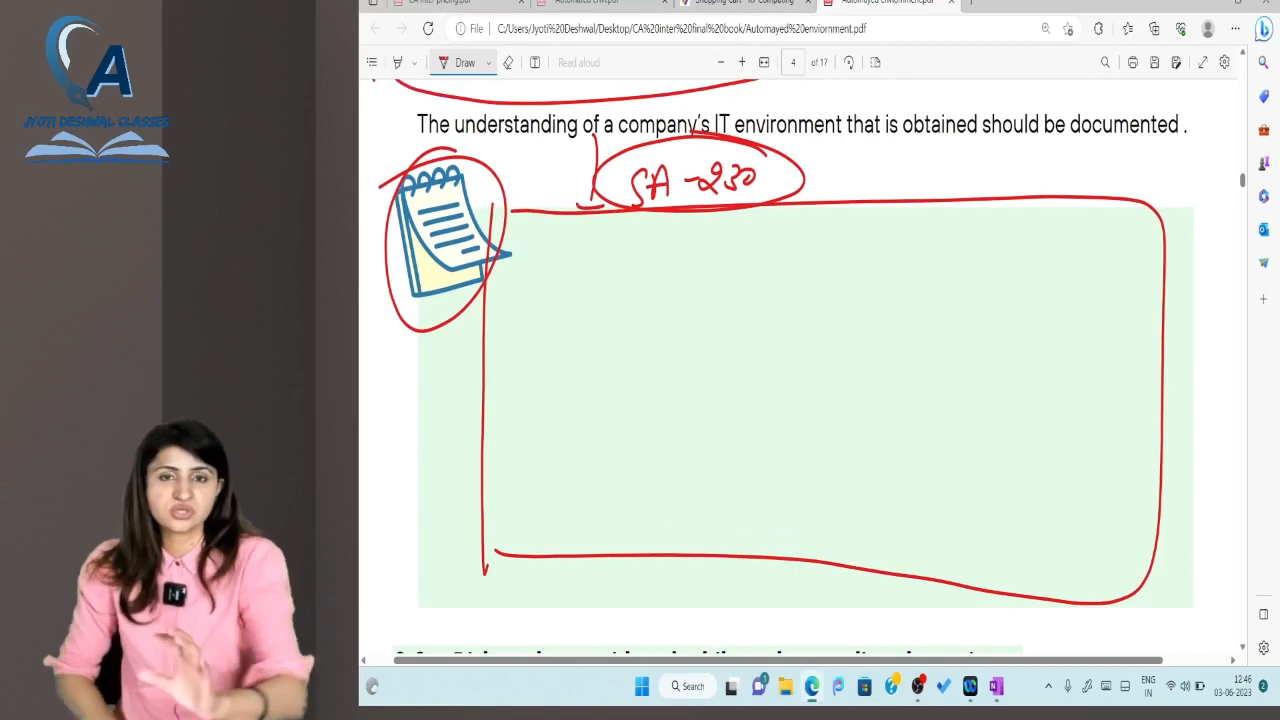 CA
JYOTI DESHWAL CLASSES
File
C:/Users/Jyoti%20Deshwal/Desktop/CA%20inter%20final%20book/Automayed%20enviornment.pdf
Draw
Read aloud
4
of 17
The understanding of a company's IT environment that is obtained should be documented .
SA - 230
Search
ENG
IN
12:46
03-06-2023
2